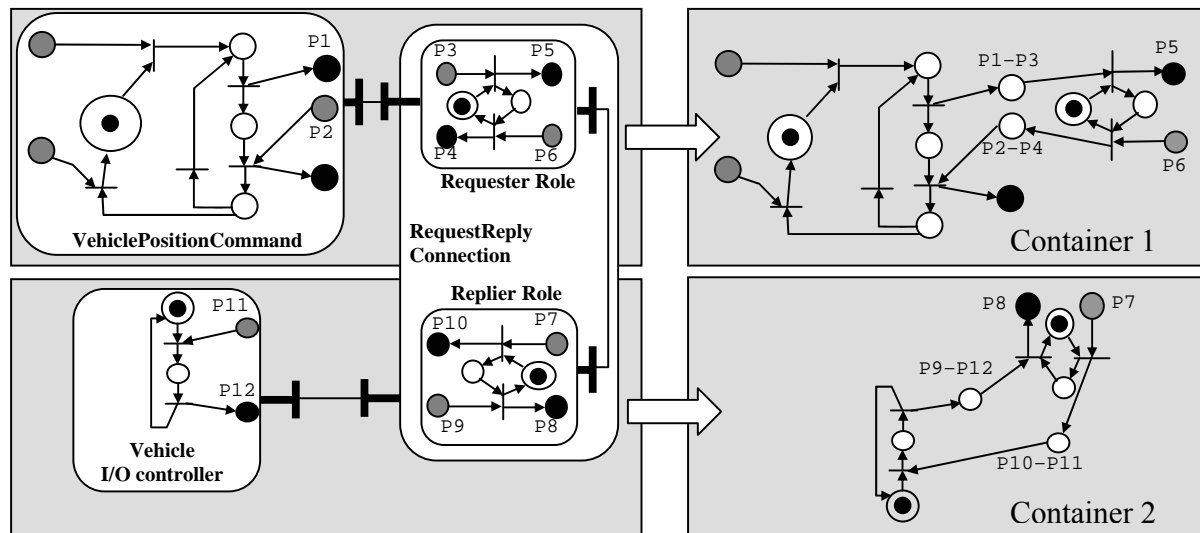 P1
P2
VehiclePositionCommand
P3
P5
P4
P6
Requester Role
RequestReply
Connection
Replier Role
P10
P7
P9
P8
P11
P12
Vehicle
I/O controller
P1-P3
P5
P2-P4
P6
Container 1
P8
P7
P9-P12
P10-P11
Container 2